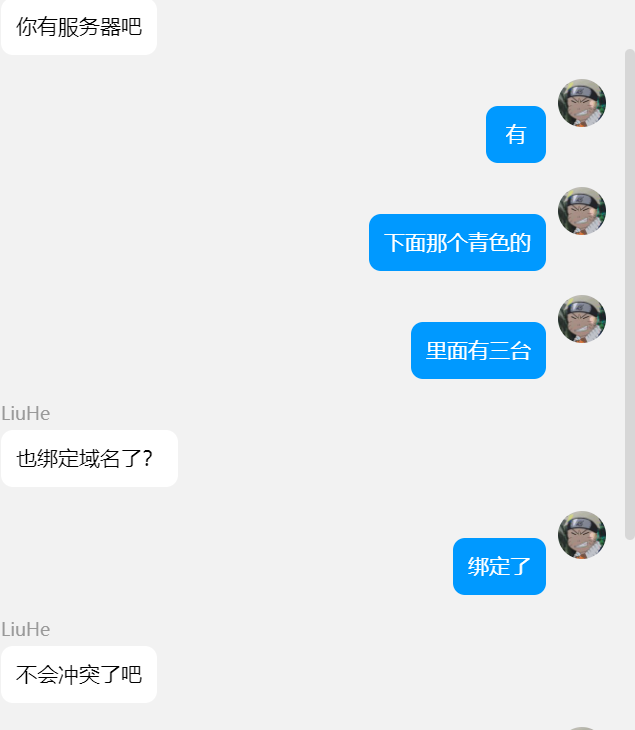 你有服务器吧
有
下面那个青色的
里面有三台
LiuHe
也绑定域名了？
绑定了
LiuHe
不会冲突了吧